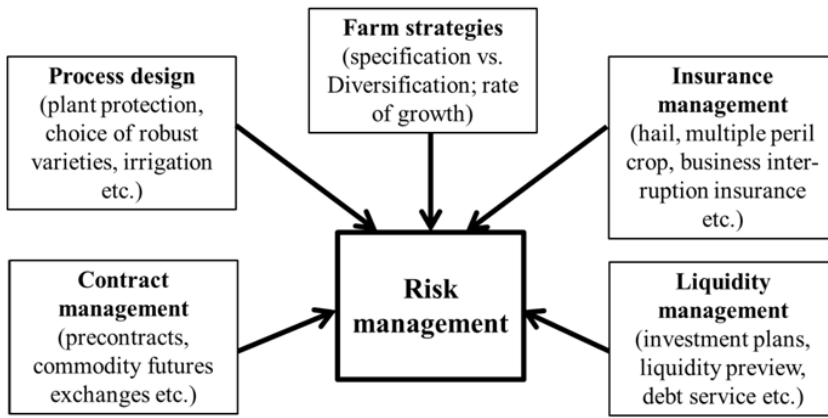 Farm strategies
(specification vs.
Diversification; rate
of growth)
Process design
(plant protection,
choice of robust
varieties, irrigation
etc.)
Insurance
management
(hail, multiple peril
crop, business inter-
ruption insurance
etc.)
Contract
management
(precontracts,
commodity futures
exchanges etc.)
Risk
management
Liquidity
management
(investment plans,
liquidity preview,
debt service etc.)